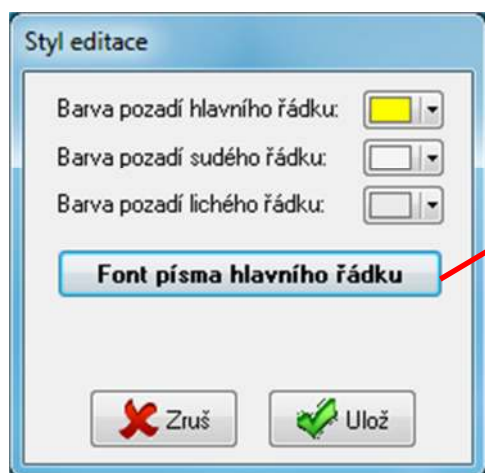 Styl editace
Barva pozadí hlavního řádku:
Barva pozadí sudého řádku:
Barva pozadí lichého řádku:
Font písma hlavního řádku
Zruš
Ulož